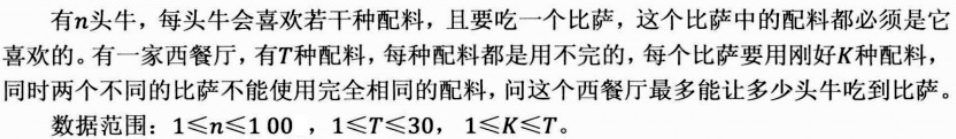 有n头牛，每头牛会喜欢若干种配料，且要吃一个比萨，这个比萨中的配料都必须是它
喜欢的。有一家西餐厅，有T种配料，每种配料都是用不完的，每个比萨要用刚好K种配料，
同时两个不同的比萨不能使用完全相同的配料，问这个西餐厅最多能让多少头牛吃到比萨。
数据范围：1≤n≤1 00 ，1≤T≤30，1≤K≤T。